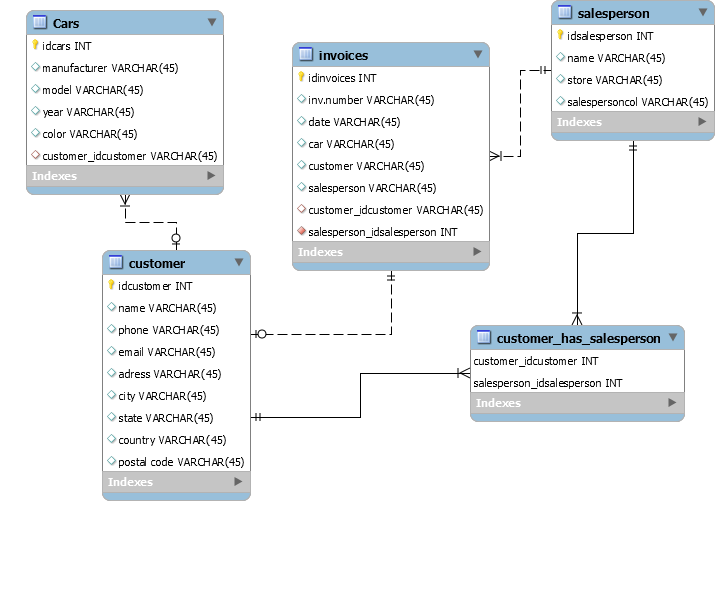 Cars
idcars INT
manufacturer VARCHAR(45)
model VARCHAR(45)
year VARCHAR(45)
color VARCHAR(45)
customer_idcustomer VARCHAR(45)
Indexes
invoices
idinvoices INT
inv.number VARCHAR(45)
date VARCHAR(45)
car VARCHAR(45)
customer VARCHAR(45)
salesperson VARCHAR(45)
customer_idcustomer VARCHAR(45)
salesperson_idsalesperson INT
Indexes
salesperson
idsalesperson INT
name VARCHAR(45)
store VARCHAR(45)
salespersoncol VARCHAR(45)
Indexes
customer
idcustomer INT
name VARCHAR(45)
phone VARCHAR(45)
email VARCHAR(45)
adress VARCHAR(45)
city VARCHAR(45)
state VARCHAR(45)
country VARCHAR(45)
postal code VARCHAR(45)
Indexes
customer_has_salesperson
customer_idcustomer INT
salesperson_idsalesperson INT
Indexes